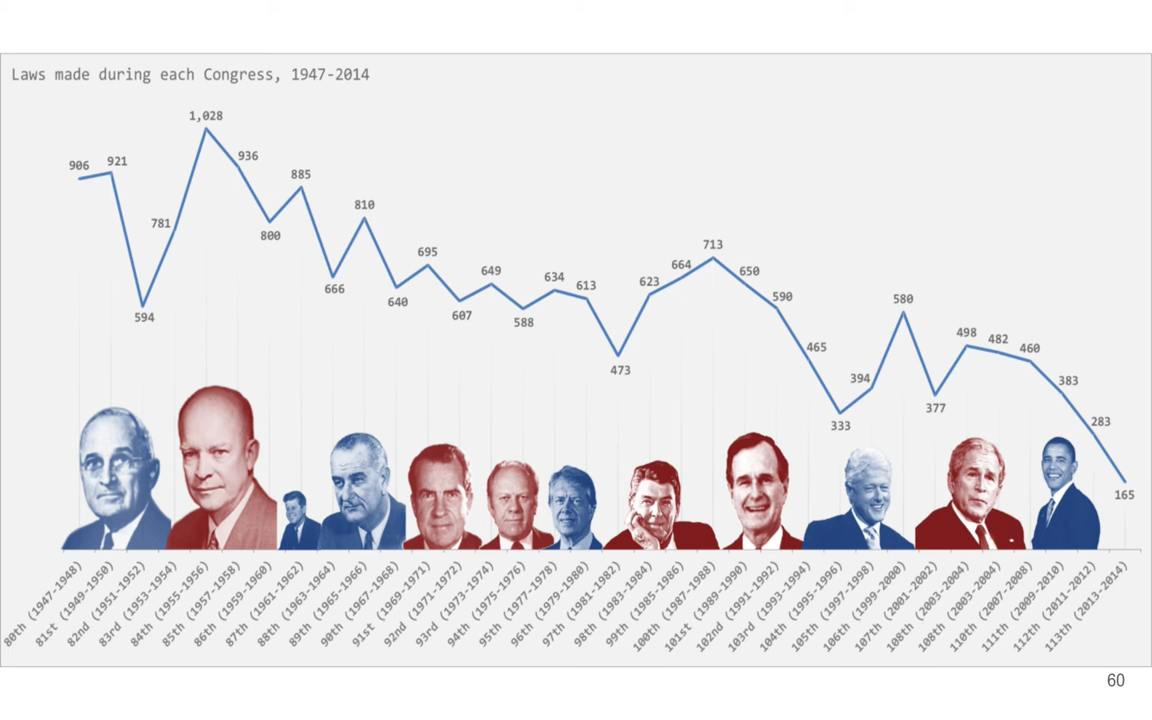 Laws made during each Congress, 1947-2014
1,028
906
921
936
781
885
800
810
594
666
640
695
607
649
588
634
613
473
623
664
713
650
590
465
333
394
580
377
498
482
460
383
283
165
80th (1947-1948)
81st (1949-1950)
82nd (1951-1952)
83rd (1953-1954)
84th (1955-1956)
85th (1957-1958)
86th (1959-1960)
87th (1961-1962)
88th (1963-1964)
89th (1965-1966)
90th (1967-1968)
91st (1969-1971)
92nd (1971-1972)
93rd (1973-1974)
94th (1975-1976)
95th (1977-1978)
96th (1979-1980)
97th (1981-1982)
98th (1983-1984)
99th (1985-1986)
100th (1987-1988)
101st (1989-1990)
102nd (1991-1992)
103rd (1993-1994)
104th (1995-1996)
105th (1997-1998)
106th (1999-2000)
107th (2001-2002)
108th (2003-2004)
108th (2003-2004)
110th (2007-2008)
111th (2009-2010)
112th (2011-2012)
113th (2013-2014)
60